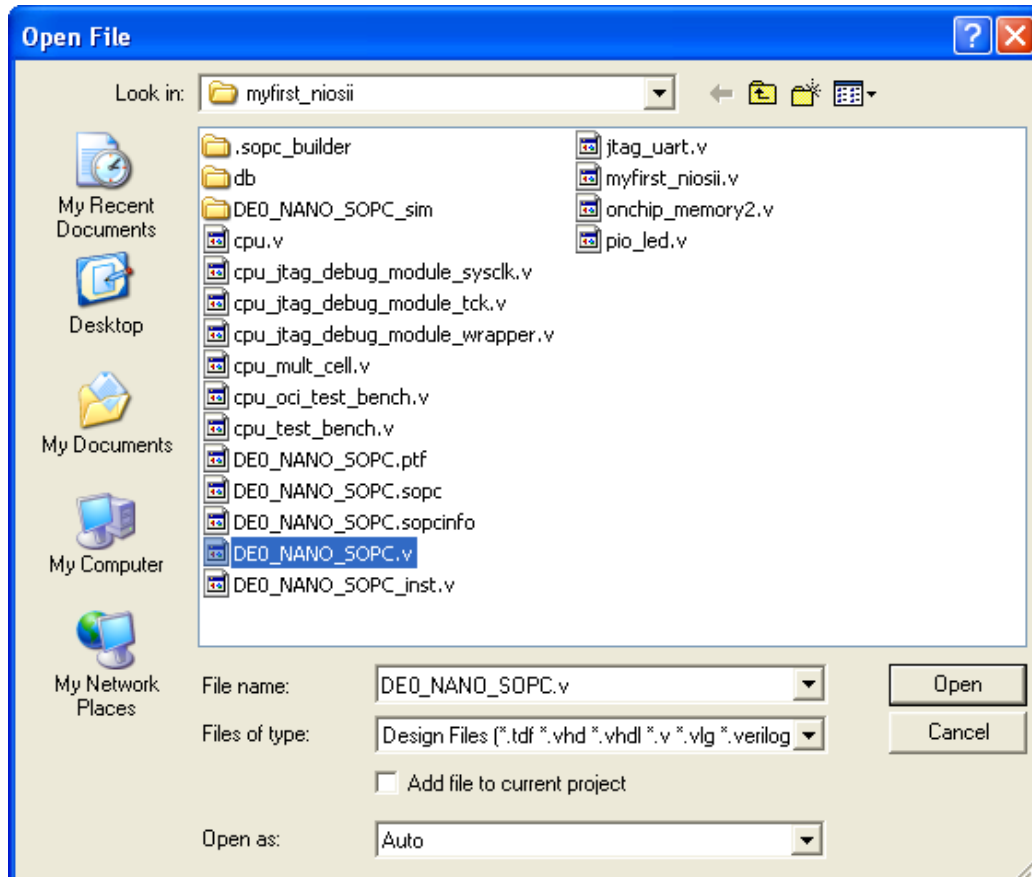 Open File
Look in: myfirst_niosii
My Recent
Documents
Desktop
My Documents
My Computer
My Network
Places
.sopc_builder
db
DE0_NANO_SOPC_sim
cpu.v
cpu_jtag_debug_module_sysclk.v
cpu_jtag_debug_module_tck.v
cpu_jtag_debug_module_wrapper.v
cpu_mult_cell.v
cpu_oci_test_bench.v
cpu_test_bench.v
DE0_NANO_SOPC.ptf
DE0_NANO_SOPC.sopc
DE0_NANO_SOPC.sopcinfo
DE0_NANO_SOPC.v
DE0_NANO_SOPC_inst.v
jtag_uart.v
myfirst_niosii.v
onchip_memory2.v
pio_led.v
File name: DE0_NANO_SOPC.v Open
Files of type: Design Files (*.tdf *.vhd *.vhdl *.v *.vlg *.verilog Cancel
Add file to current project
Open as: Auto